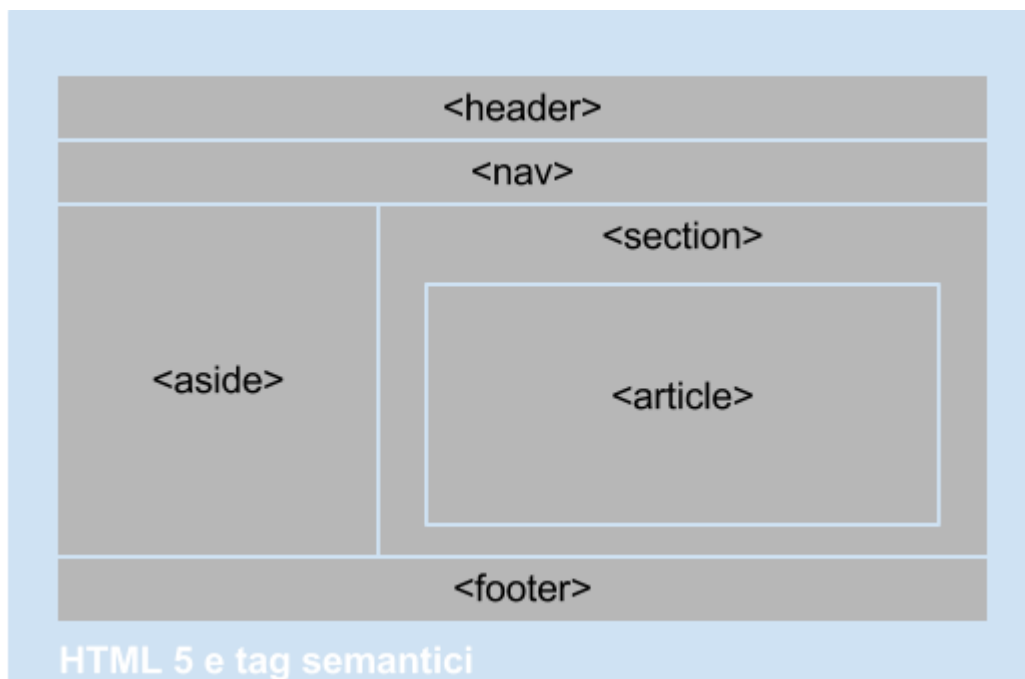 <header>
<nav>
<section>
<aside>
<article>
<footer>
HTML 5 e tag semantici